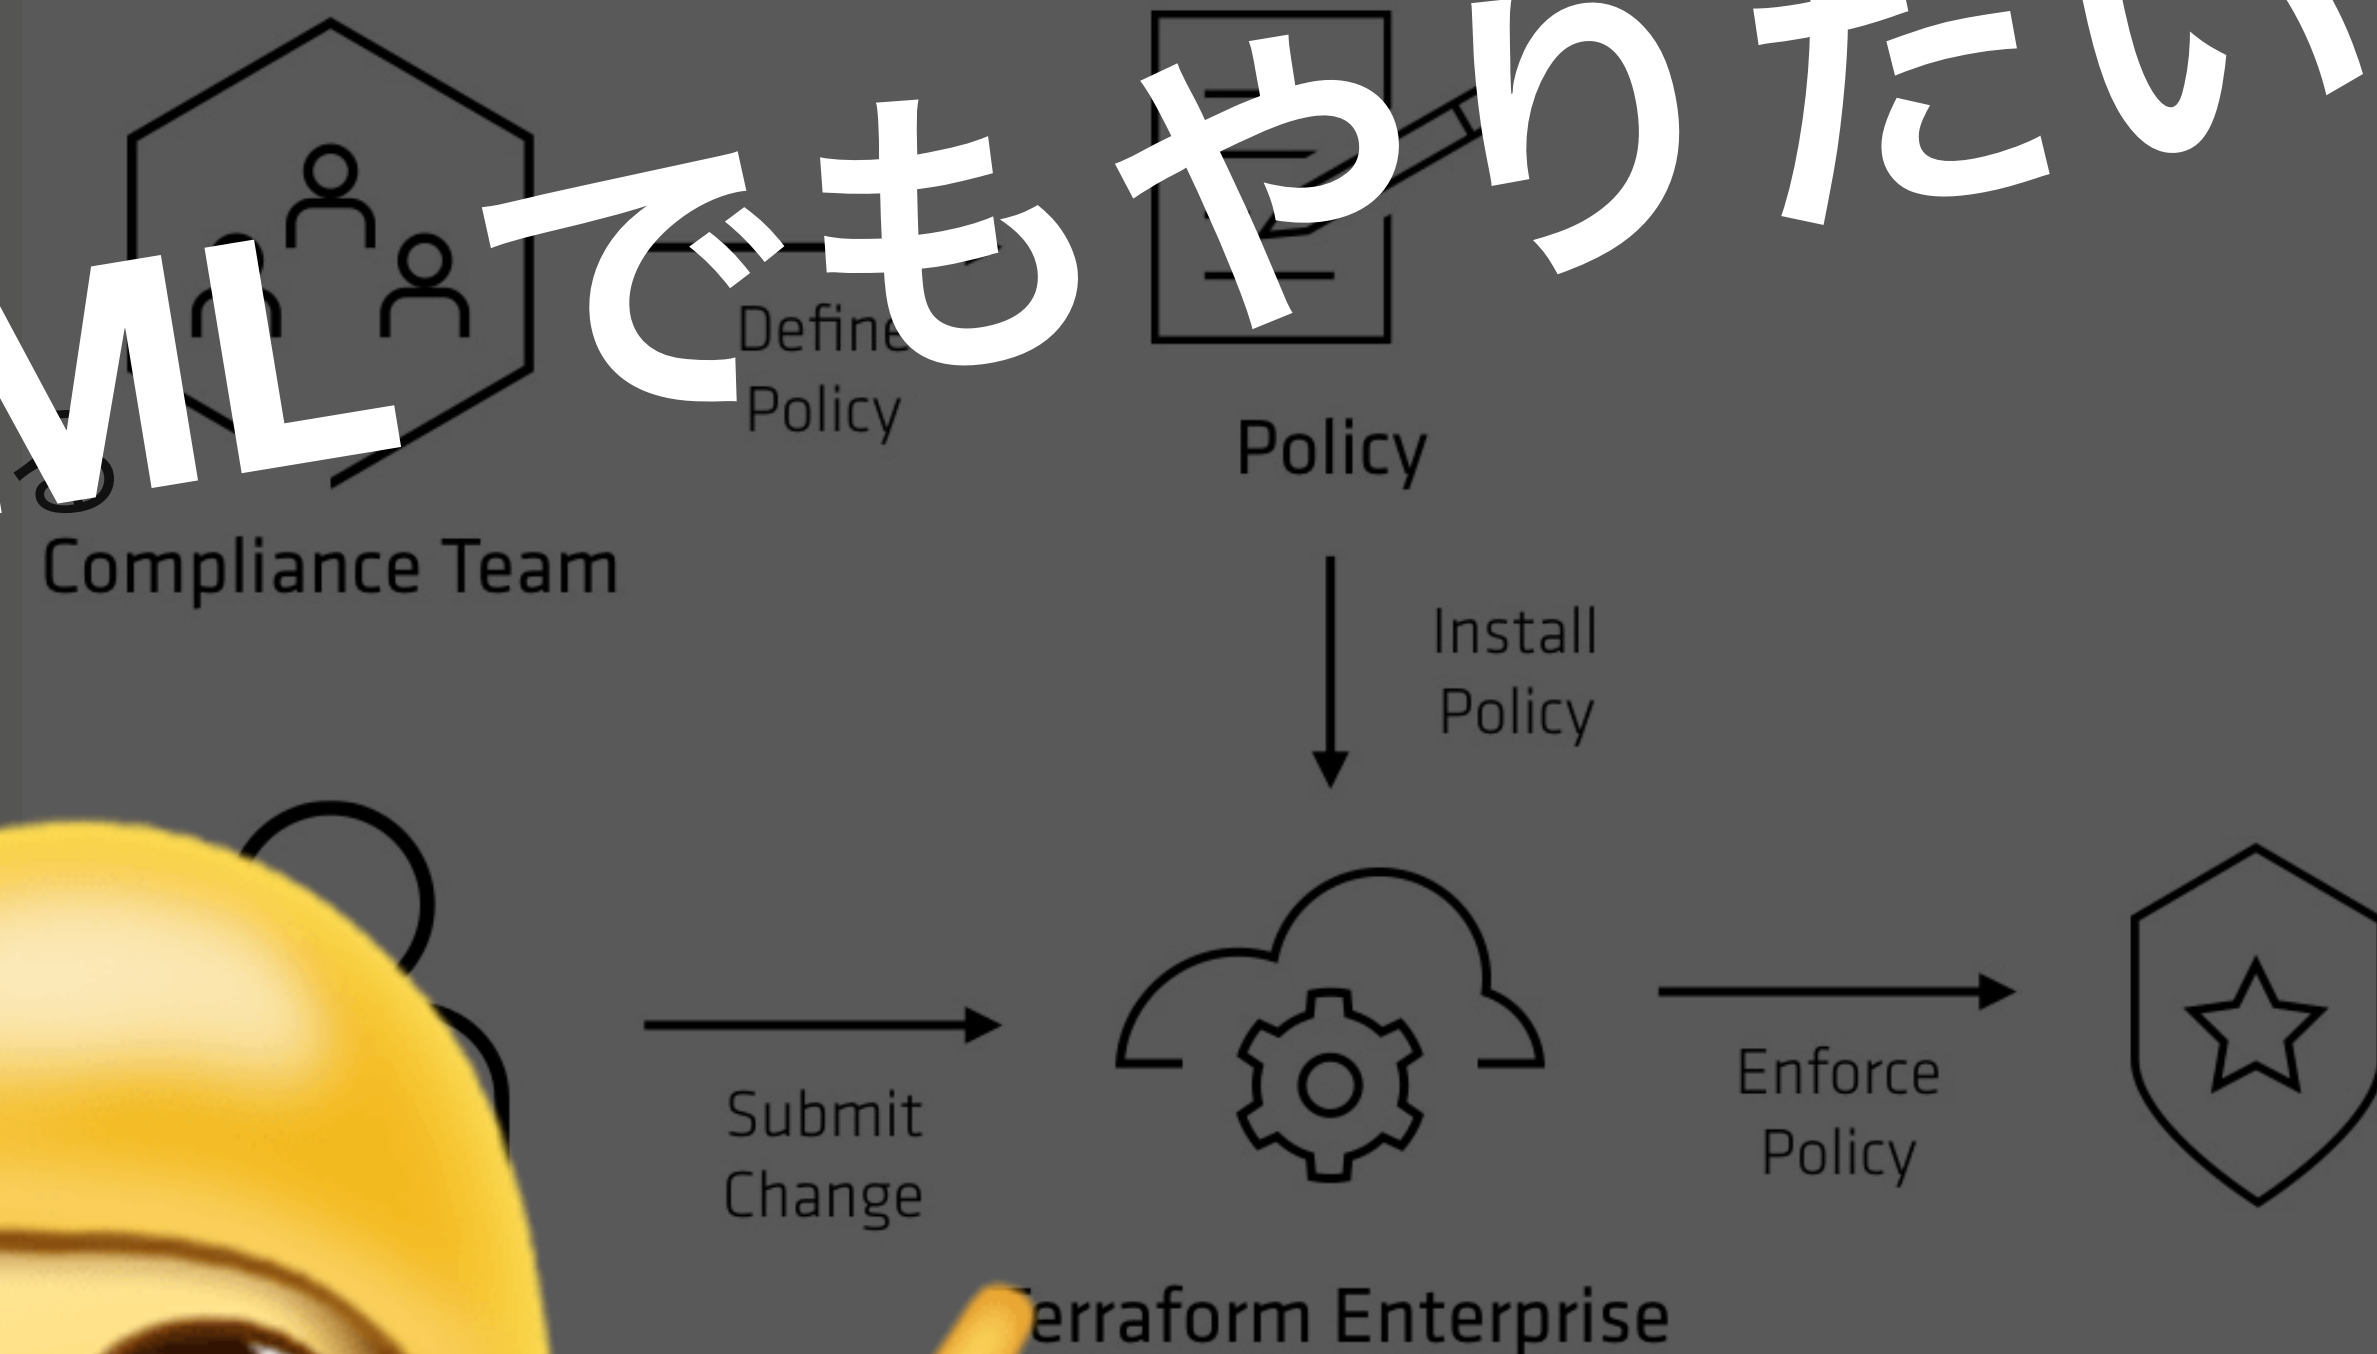 MLでもやりたい
Define
Policy
Policy
Compliance Team
Install
Policy
Submit
Change
Enforce
Policy
Terraform Enterprise